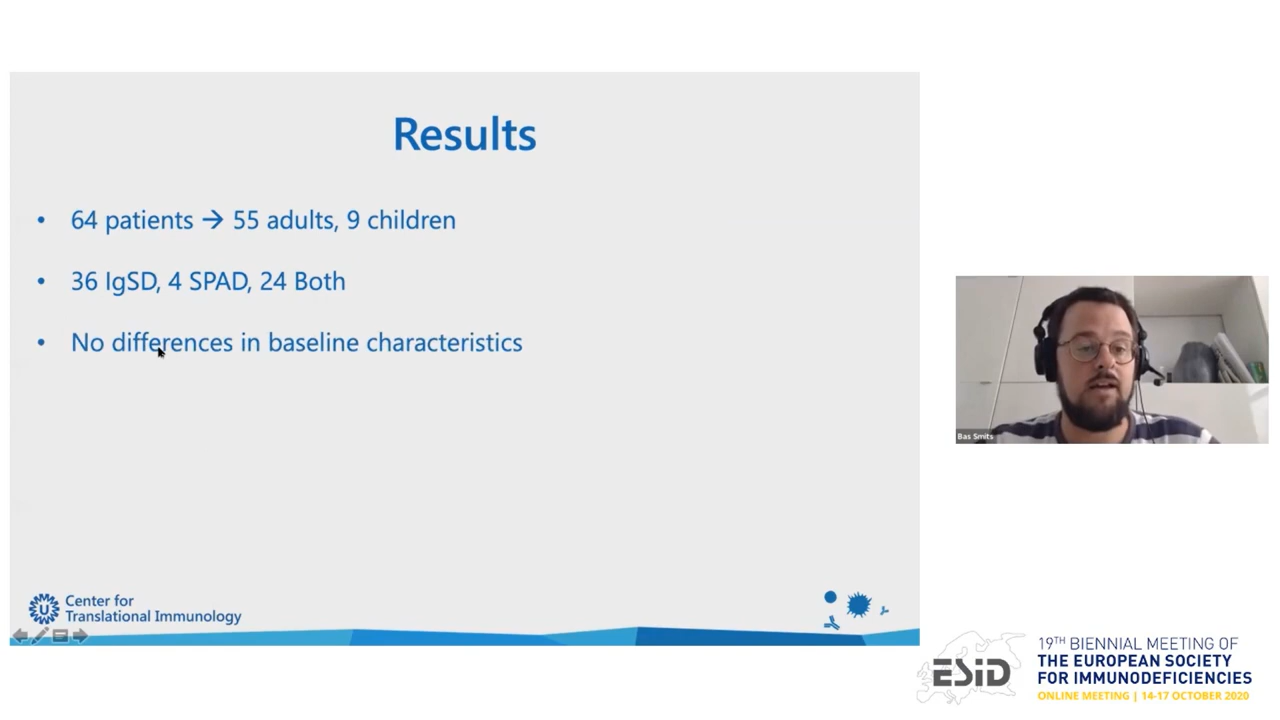 Results
• 64 patients → 55 adults, 9 children
• 36 IgSD, 4 SPAD, 24 Both
• No differences in baseline characteristics
U Center for
Translational Immunology
Bas Smits
ESiD
19TH BIENNIAL MEETING OF
THE EUROPEAN SOCIETY
FOR IMMUNODEFICIENCIES
ONLINE MEETING | 14-17 OCTOBER 2020